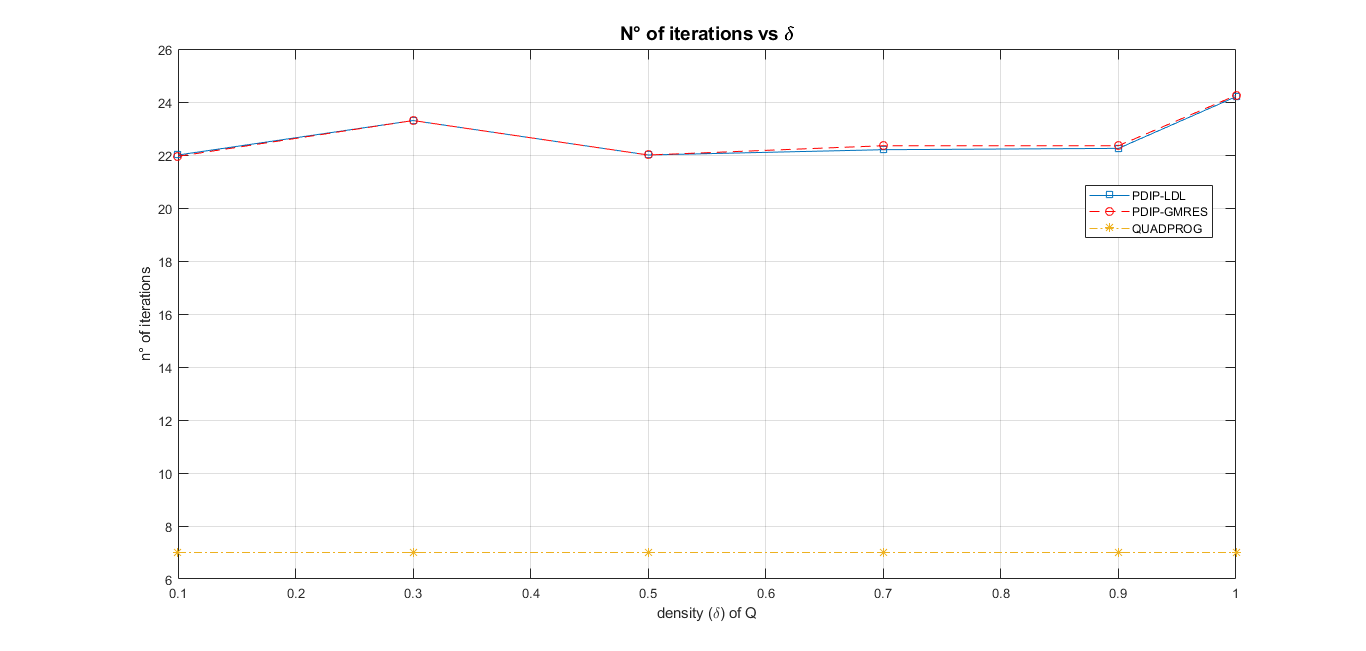 N° of iterations vs δ
26
24
22
20
18
16
14
12
10
8
6
n° of iterations
PDIP-LDL
PDIP-GMRES
QUADPROG
0.1 0.2 0.3 0.4 0.5 0.6 0.7 0.8 0.9 1
density (δ) of Q